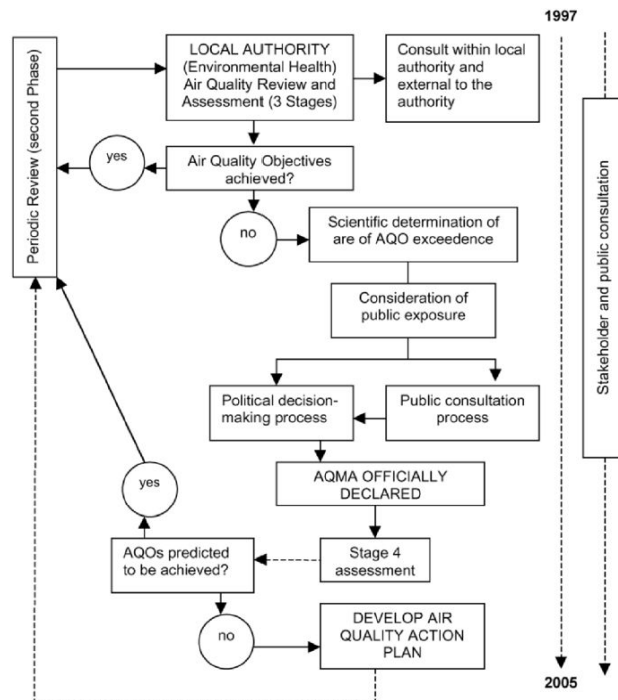 1997
Periodic Review (second Phase)
LOCAL AUTHORITY
(Environmental Health)
Air Quality Review and
Assessment (3 Stages)
Consult within local
authority and
external to the
authority
yes
Air Quality Objectives
achieved?
no
Scientific determination of
are of AQO exceedence
Consideration of
public exposure
Stakeholder and public consultation
Political decision-
making process
Public consultation
process
AQMA OFFICIALLY
DECLARED
yes
AQOs predicted
to be achieved?
Stage 4
assessment
no
DEVELOP AIR
QUALITY ACTION
PLAN
2005